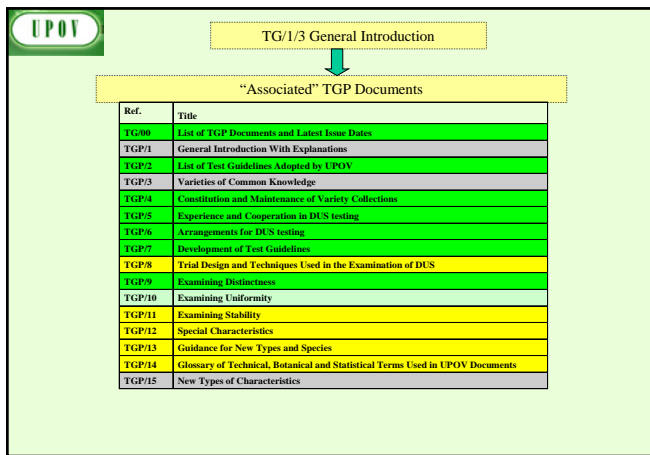 UPOV
TG/1/3 General Introduction
“Associated” TGP Documents
Ref. Title
TG/00 List of TGP Documents and Latest Issue Dates
TGP/1 General Introduction With Explanations
TGP/2 List of Test Guidelines Adopted by UPOV
TGP/3 Varieties of Common Knowledge
TGP/4 Constitution and Maintenance of Variety Collections
TGP/5 Experience and Cooperation in DUS testing
TGP/6 Arrangements for DUS testing
TGP/7 Development of Test Guidelines
TGP/8 Trial Design and Techniques Used in the Examination of DUS
TGP/9 Examining Distinctness
TGP/10 Examining Uniformity
TGP/11 Examining Stability
TGP/12 Special Characteristics
TGP/13 Guidance for New Types and Species
TGP/14 Glossary of Technical, Botanical and Statistical Terms Used in UPOV Documents
TGP/15 New Types of Characteristics